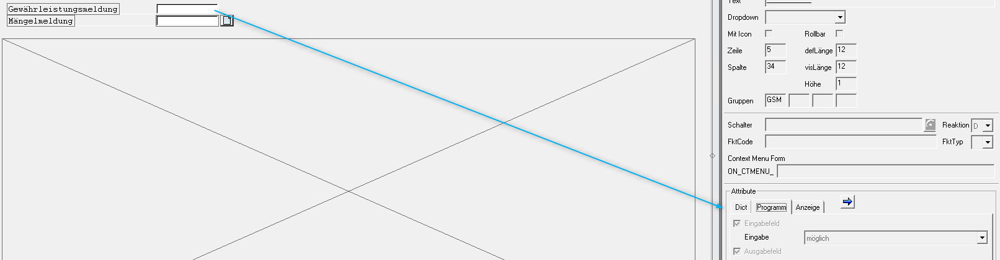 Gewährleistungsmeldung
Mängelmeldung
Text
Dropdown
Mit Icon Rollbar
Zeile 5 defLänge 12
Spalte 34 visLänge 12
Höhe 1
Gruppen GSM
Schalter Reaktion D
FktCode FktTyp
Context Menu Form
ON_CTMENU_
Attribute
Dict Programm Anzeige
Eingabefeld
Eingabe möglich
Ausgabefeld